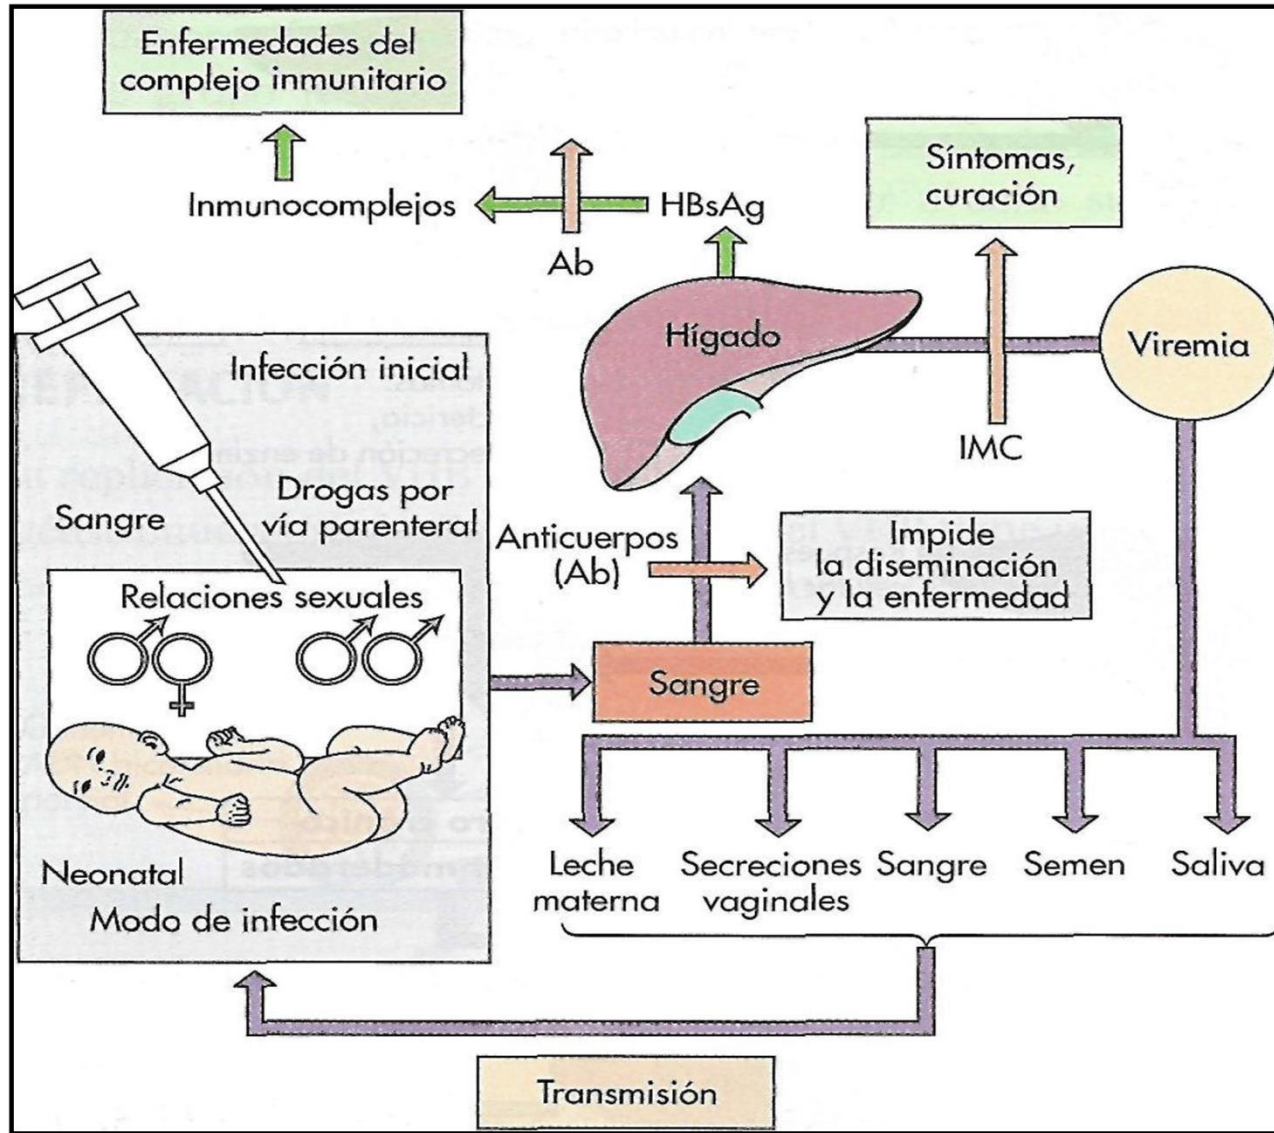 Enfermedades del
complejo inmunitario
Inmunocomplejos
HBsAg
Ab
Síntomas,
curación
Hígado
Viremia
IMC
Infección inicial
Sangre
Drogas por
vía parenteral
Relaciones sexuales
Neonatal
Modo de infección
Anticuerpos
(Ab)
Impide
la diseminación
y la enfermedad
Sangre
Leche
materna
Secreciones
vaginales
Sangre
Semen
Saliva
Transmisión